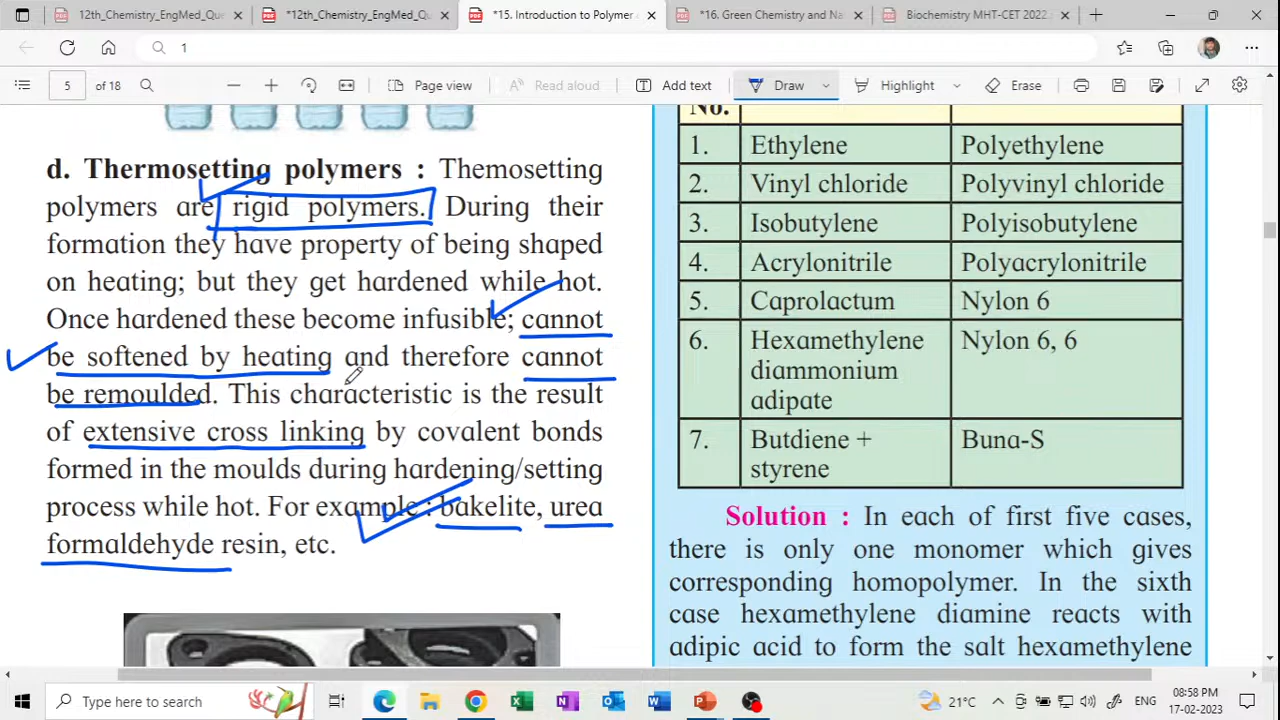 12th_Chemistry_EngMed_Que
*12th_Chemistry_EngMed_Qu
*15. Introduction to Polymer a
*16. Green Chemistry and Na
Biochemistry MHT-CET 2022.
1
5 of 18
Page view
Read aloud
Add text
Draw
Highlight
Erase
d. Thermosetting polymers : Themosetting
polymers are rigid polymers. During their
formation they have property of being shaped
on heating; but they get hardened while hot.
Once hardened these become infusible; cannot
be softened by heating and therefore cannot
be remoulded. This characteristic is the result
of extensive cross linking by covalent bonds
formed in the moulds during hardening/setting
process while hot. For example : bakelite, urea
formaldehyde resin, etc.
No.
1. Ethylene Polyethylene
2. Vinyl chloride Polyvinyl chloride
3. Isobutylene Polyisobutylene
4. Acrylonitrile Polyacrylonitrile
5. Caprolactum Nylon 6
6. Hexamethylene Nylon 6, 6
diammonium
adipate
7. Butdiene + Buna-S
styrene
Solution : In each of first five cases,
there is only one monomer which gives
corresponding homopolymer. In the sixth
case hexamethylene diamine reacts with
adipic acid to form the salt hexamethylene
Type here to search
21°C
ENG
08:58 PM
17-02-2023